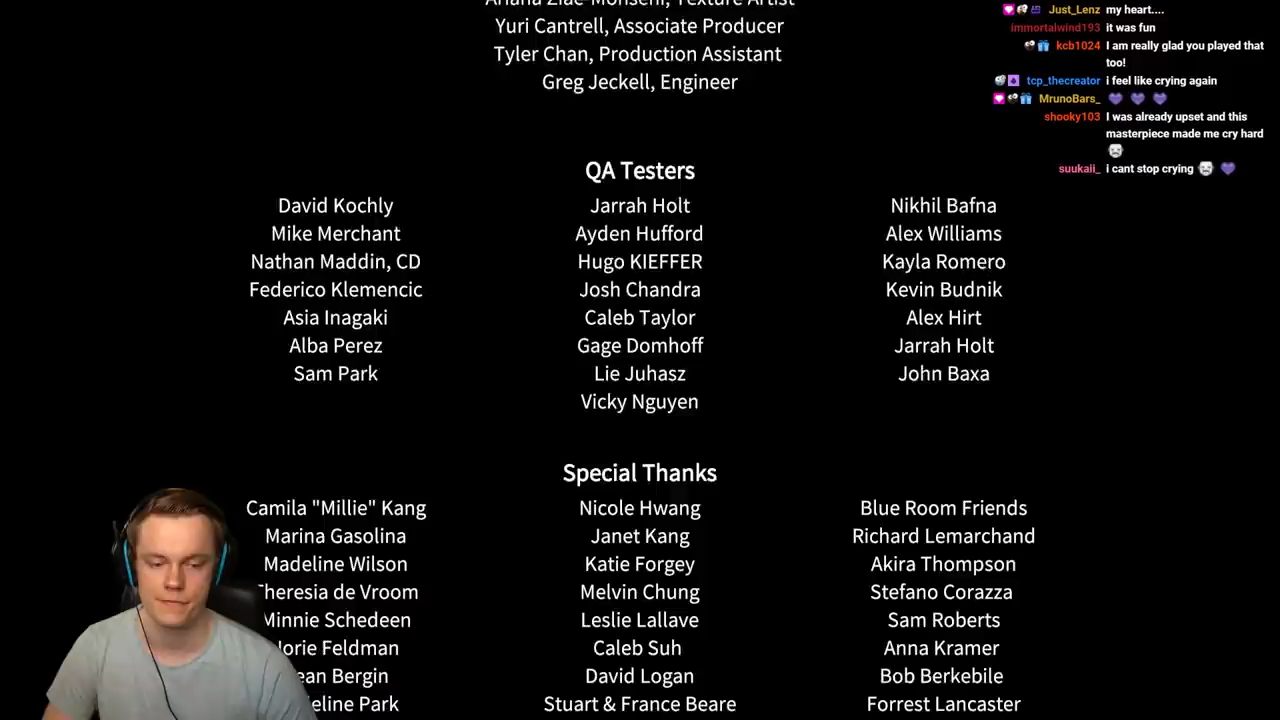 Yuri Cantrell, Associate Producer
Tyler Chan, Production Assistant
Greg Jeckell, Engineer
QA Testers
David Kochly
Mike Merchant
Nathan Maddin, CD
Federico Klemencic
Asia Inagaki
Alba Perez
Sam Park
Jarrah Holt
Ayden Hufford
Hugo KIEFFER
Josh Chandra
Caleb Taylor
Gage Domhoff
Lie Juhasz
Vicky Nguyen
Nikhil Bafna
Alex Williams
Kayla Romero
Kevin Budnik
Alex Hirt
Jarrah Holt
John Baxa
Special Thanks
Camila "Millie" Kang
Marina Gasolina
Madeline Wilson
de Vroom
Minnie Schedeen
Feldman
Bergin
Park
Nicole Hwang
Janet Kang
Katie Forgey
Melvin Chung
Leslie Lallave
Caleb Suh
David Logan
Stuart & France Beare
Blue Room Friends
Richard Lemarchand
Akira Thompson
Stefano Corazza
Sam Roberts
Anna Kramer
Bob Berkebile
Forrest Lancaster
Just_Lenz my heart....
immortalwind193 it was fun
kcb1024 I am really glad you played that
too!
tcp_thecreator i feel like crying again
MrunoBars_
shooky103 I was already upset and this
masterpiece made me cry hard
suukaii_ i cant stop crying